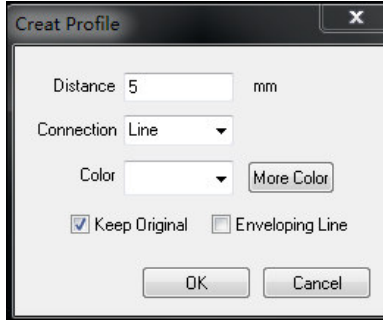 Creat Profile x
Distance 5 mm
Connection Line
Color More Color
Keep Original Enveloping Line
OK Cancel